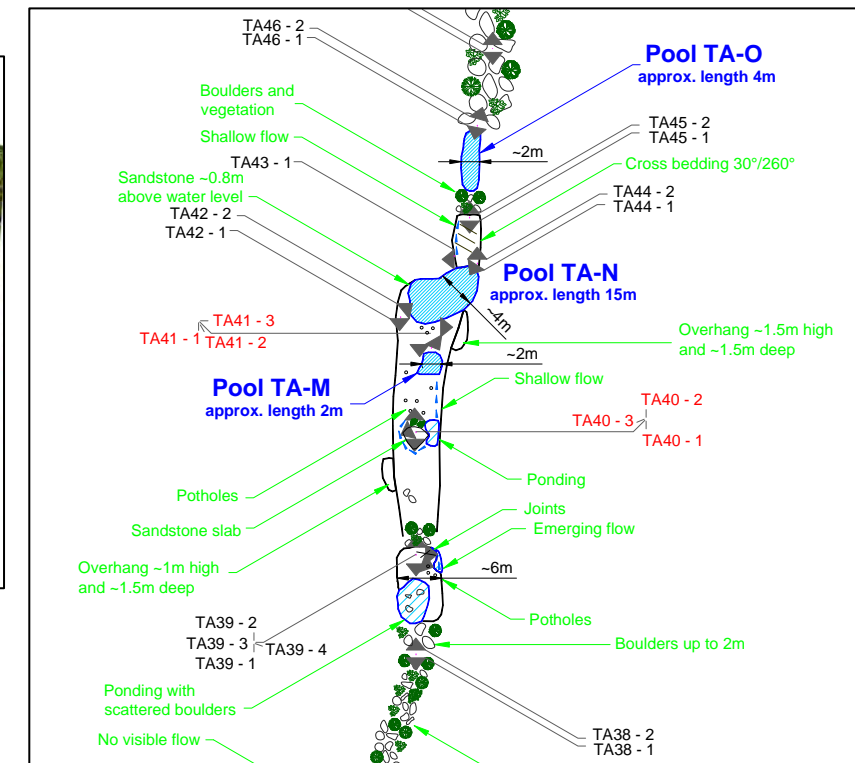 TA46 - 2
TA46 - 1
Pool TA-O
approx. length 4m
Boulders and
vegetation
Shallow flow
TA45 - 2
TA45 - 1
~2m
TA43 - 1
Cross bedding 30°/260°
Sandstone ~0.8m
above water level
TA44 - 2
TA44 - 1
TA42 - 2
TA42 - 1
Pool TA-N
approx. length 15m
~4m
TA41 - 3
TA41 - 1
TA41 - 2
Overhang ~1.5m high
and ~1.5m deep
~2m
Pool TA-M
approx. length 2m
Shallow flow
TA40 - 2
TA40 - 3
TA40 - 1
Potholes
Ponding
Sandstone slab
Joints
Emerging flow
Overhang ~1m high
and ~1.5m deep
~6m
Potholes
TA39 - 2
TA39 - 3
TA39 - 4
TA39 - 1
Boulders up to 2m
Ponding with
scattered boulders
No visible flow
TA38 - 2
TA38 - 1